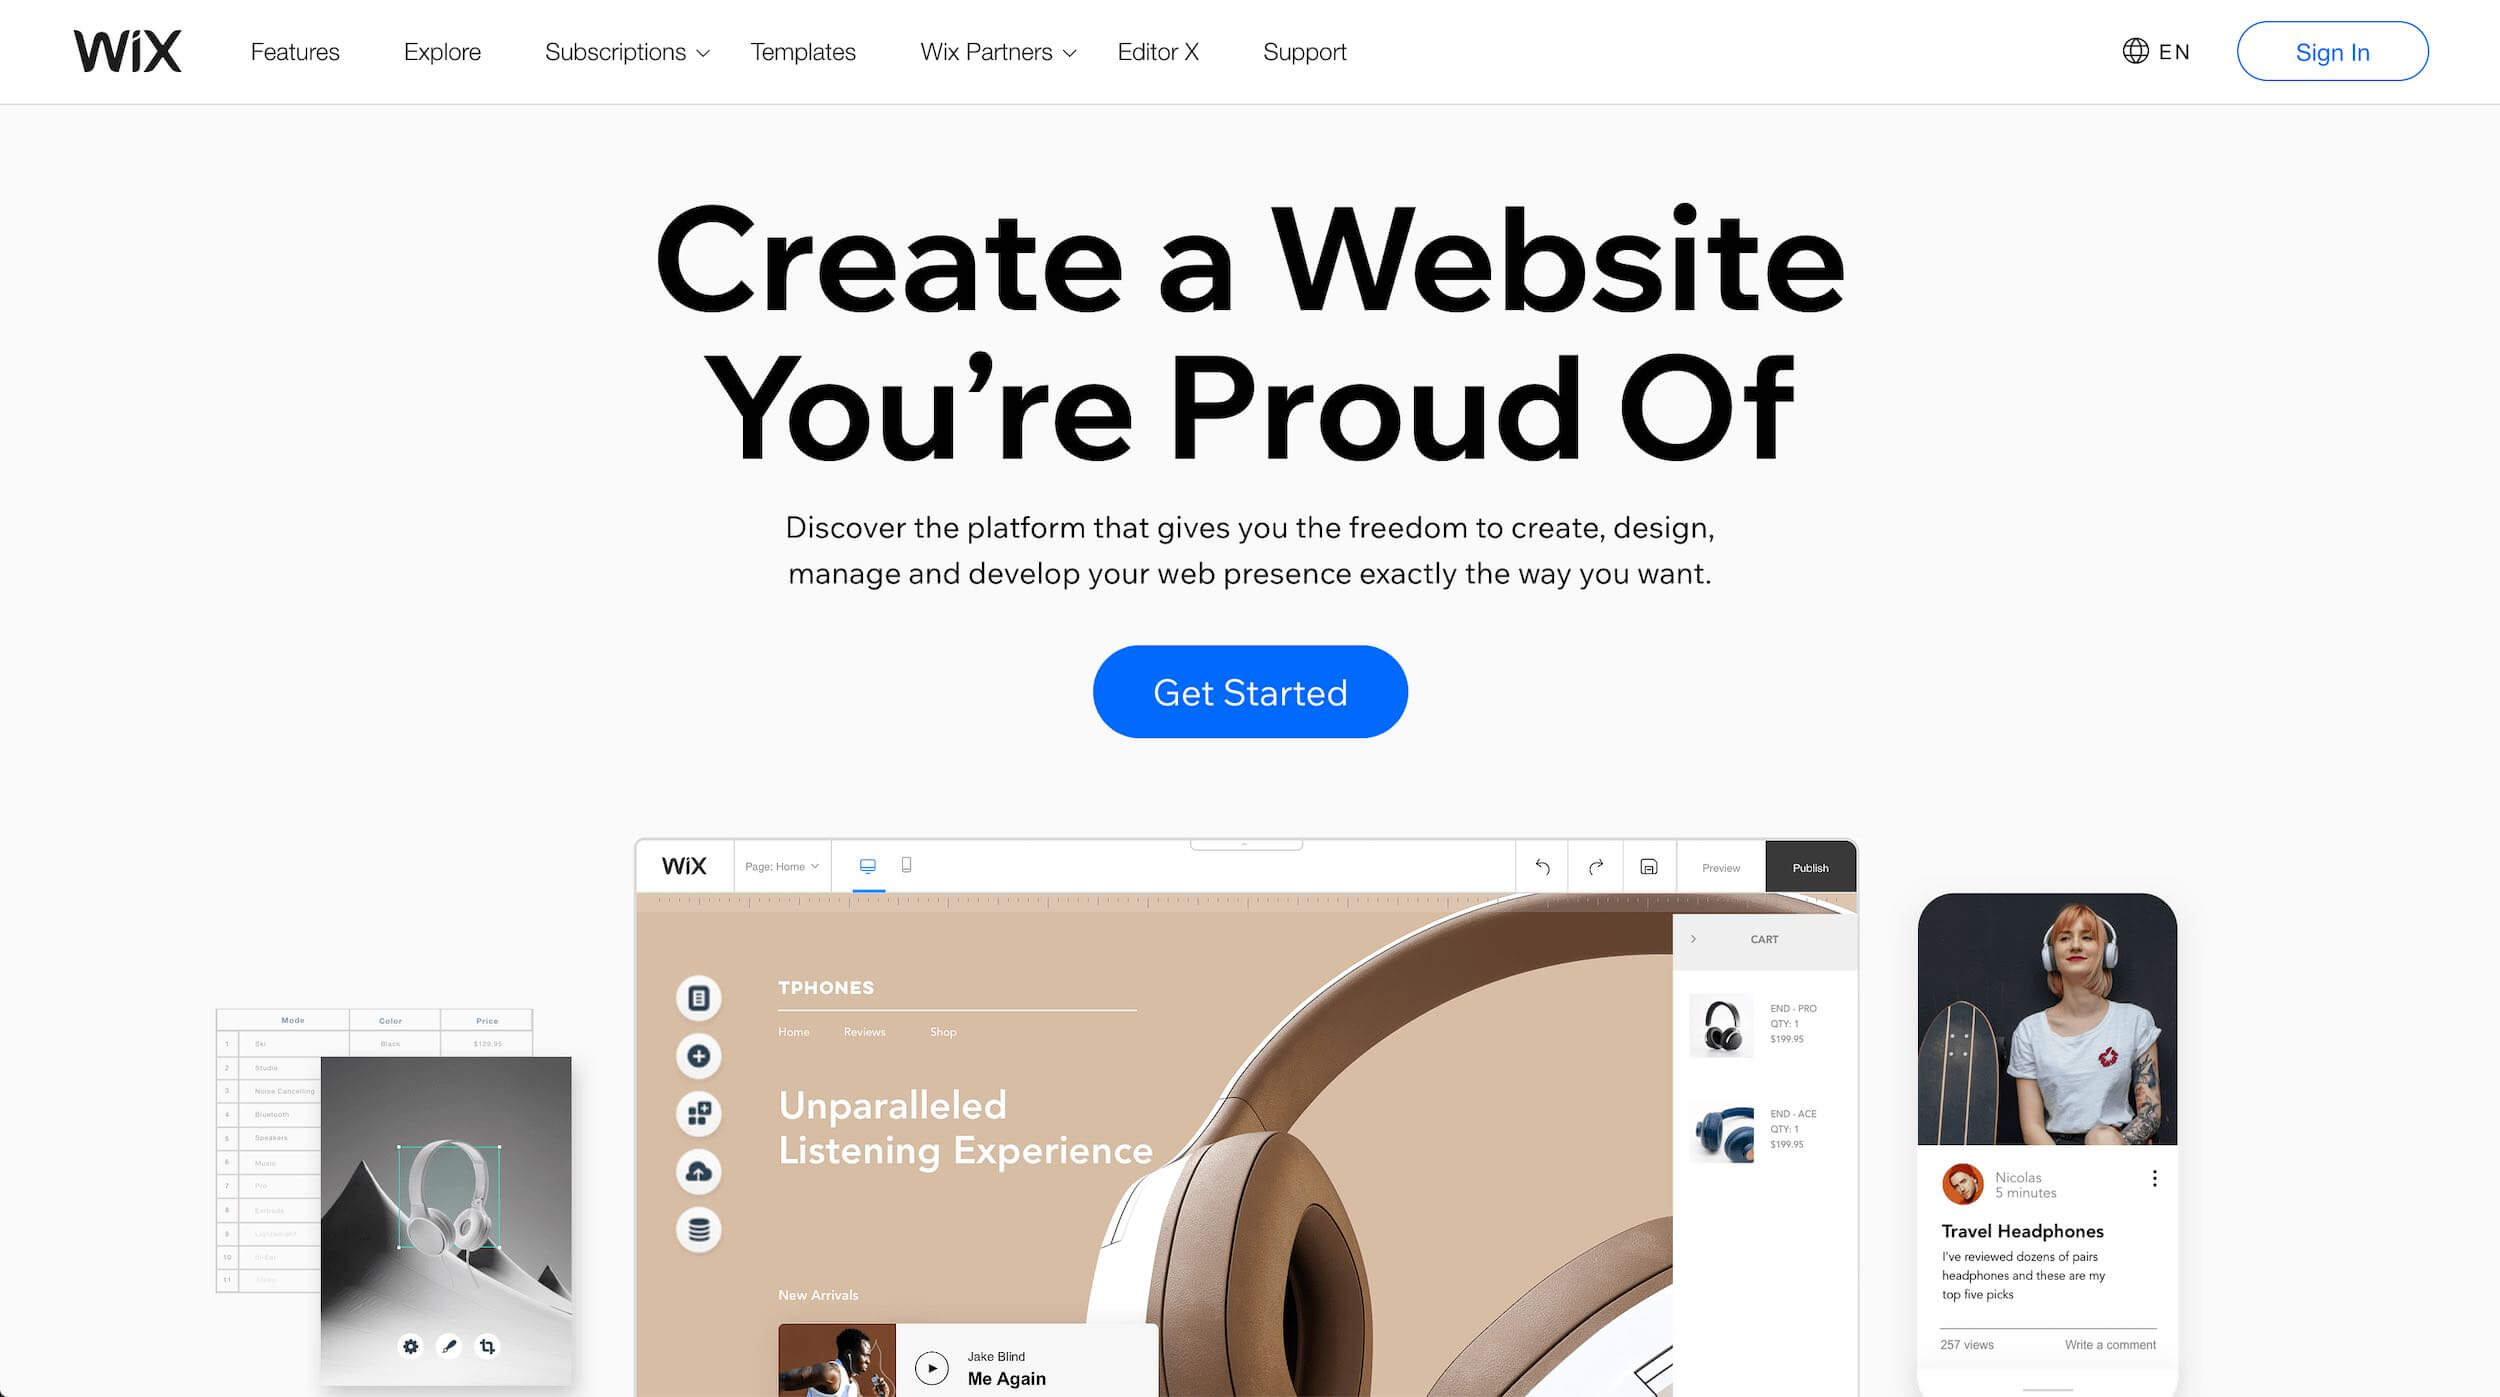 WiX
Features
Explore
Subscriptions
Templates
Wix Partners
Editor X
Support
EN
Sign In
Create a Website
You're Proud Of
Discover the platform that gives you the freedom to create, design,
manage and develop your web presence exactly the way you want.
Get Started
WiX
Page: Home
Preview
Publish
TPHONES
Home
Reviews
Shop
Unparalleled
Listening Experience
New Arrivals
Jake Blind
Me Again
CART
END - PRO
QTY: 1
$199.95
END - ACE
QTY: 1
$199.95
Mode Color Price
1 Ski Black $129.95
2 Studio
3 Noise Cancelling
4 Bluetooth
5 Speakers
6 Music
7 Pro
8 Earbuds
9 Lightweight
10 In-Ear
11
Nicolas
5 minutes
Travel Headphones
I've reviewed dozens of pairs
headphones and these are my
top five picks
257 views
Write a comment